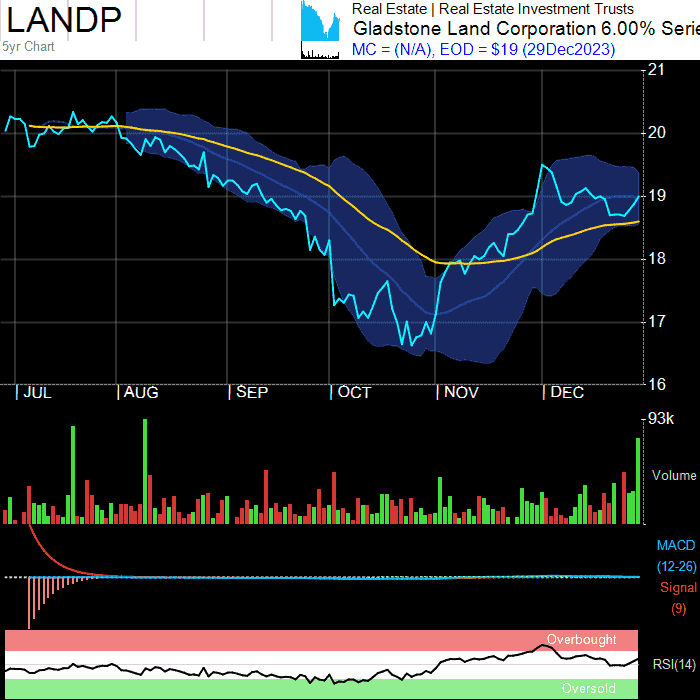 LANDP
5yr Chart
Real Estate | Real Estate Investment Trusts
Gladstone Land Corporation 6.00% Serie
MC = (N/A), EOD = $19 (29Dec2023)
21
20
19
18
17
16
| JUL | AUG | SEP | OCT | NOV | DEC
93k
Volume
MACD
(12-26)
Signal
(9)
Overbought
RSI(14)
Oversold